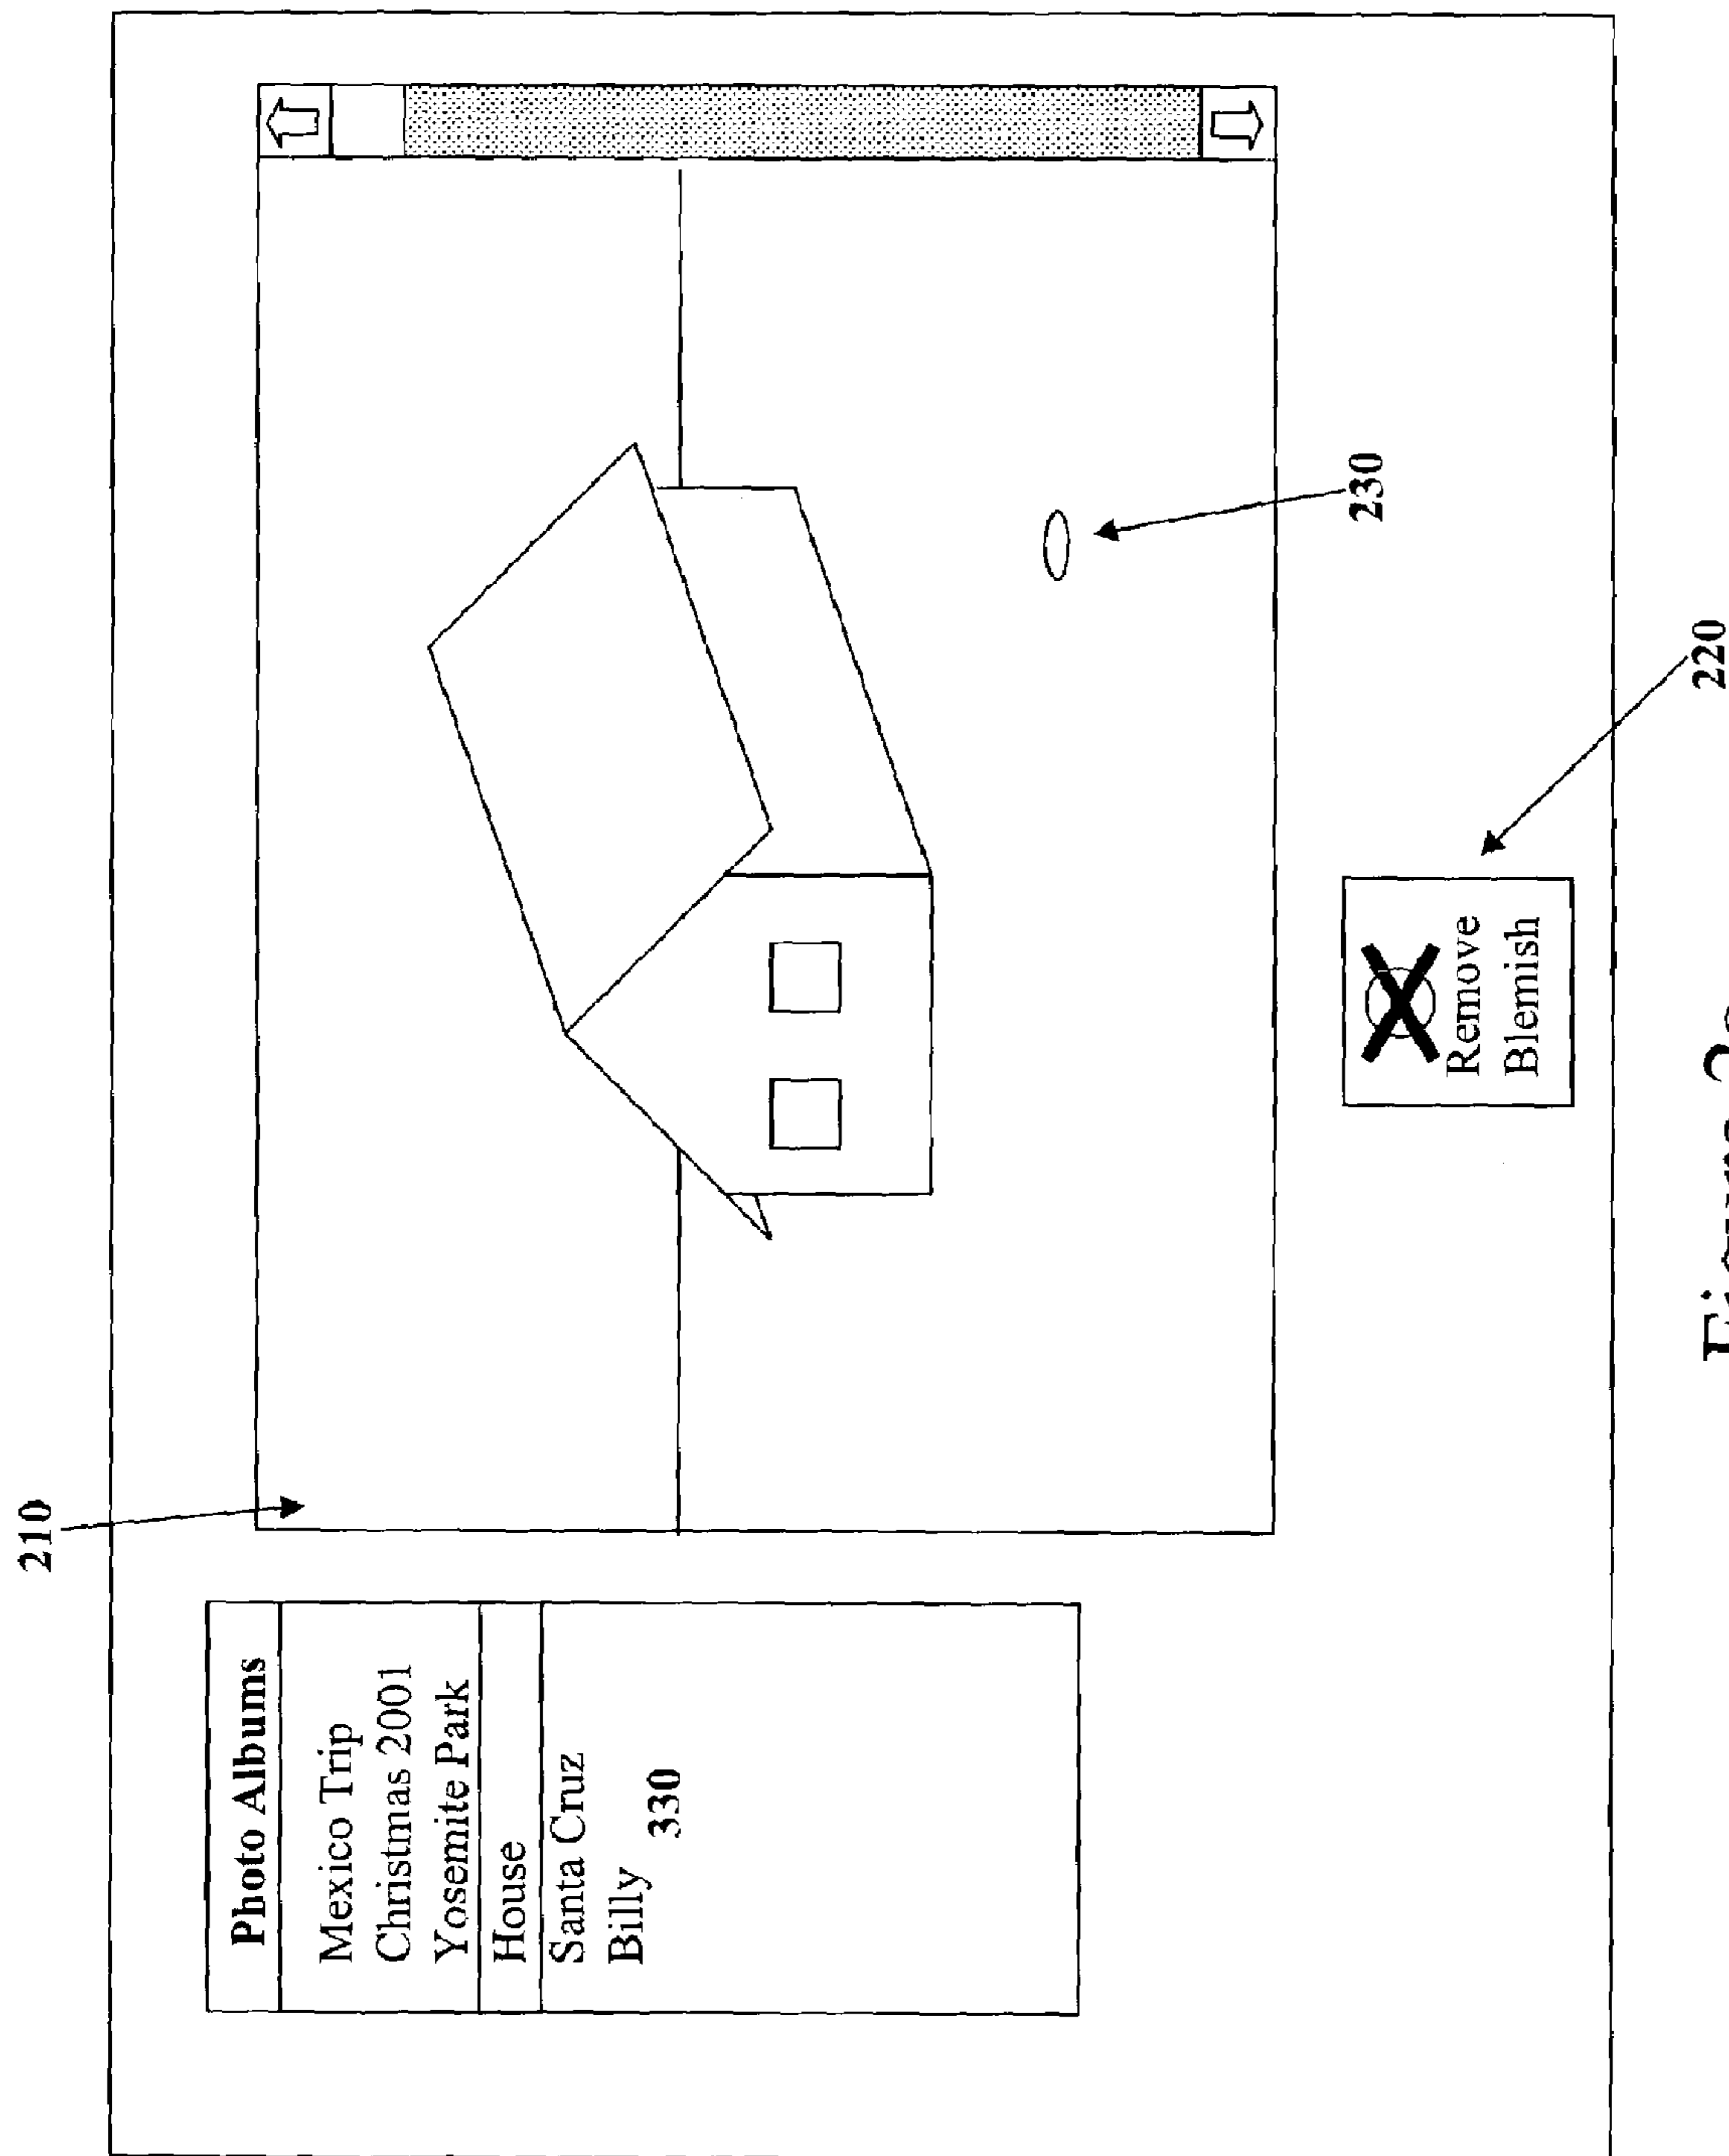 210
Photo Albums
Mexico Trip
Christmas 2001
Yosemite Park
House
Santa Cruz
Billy
330
230
Remove
Blemish
220